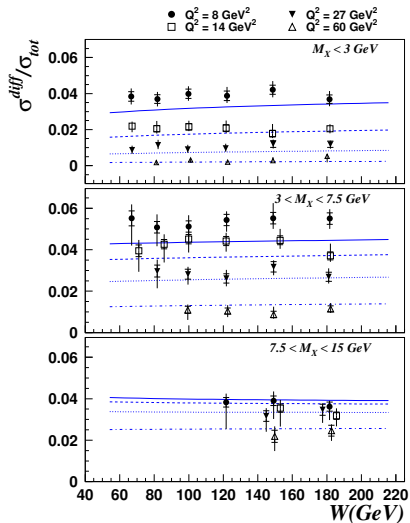 ● Q² = 8 GeV² ▼ Q² = 27 GeV²
□ Q² = 14 GeV² △ Q² = 60 GeV²
σ^diff/σ_tot
M_X < 3 GeV
0.06
0.04
0.02
0
3 < M_X < 7.5 GeV
0.06
0.04
0.02
0
7.5 < M_X < 15 GeV
0.06
0.04
0.02
0
40 60 80 100 120 140 160 180 200 220
W(GeV)